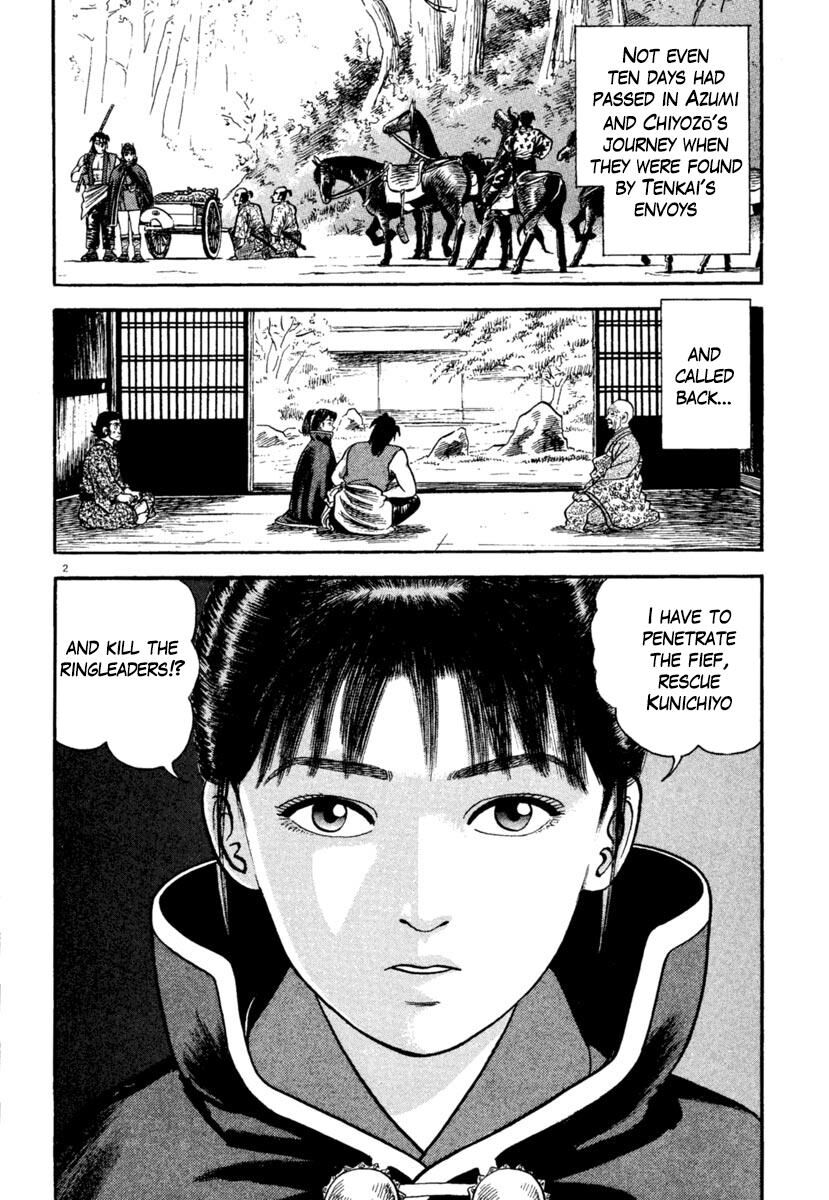 NOT EVEN
TEN DAYS HAD
PASSED IN AZUMI
AND CHIYOZŌ'S
JOURNEY WHEN
THEY WERE FOUND
BY TENKAI'S
ENVOYS
AND
CALLED
BACK...
2
I HAVE TO
PENETRATE
THE FIEF,
RESCUE
KUNICHIYO
AND KILL THE
RINGLEADERS!?